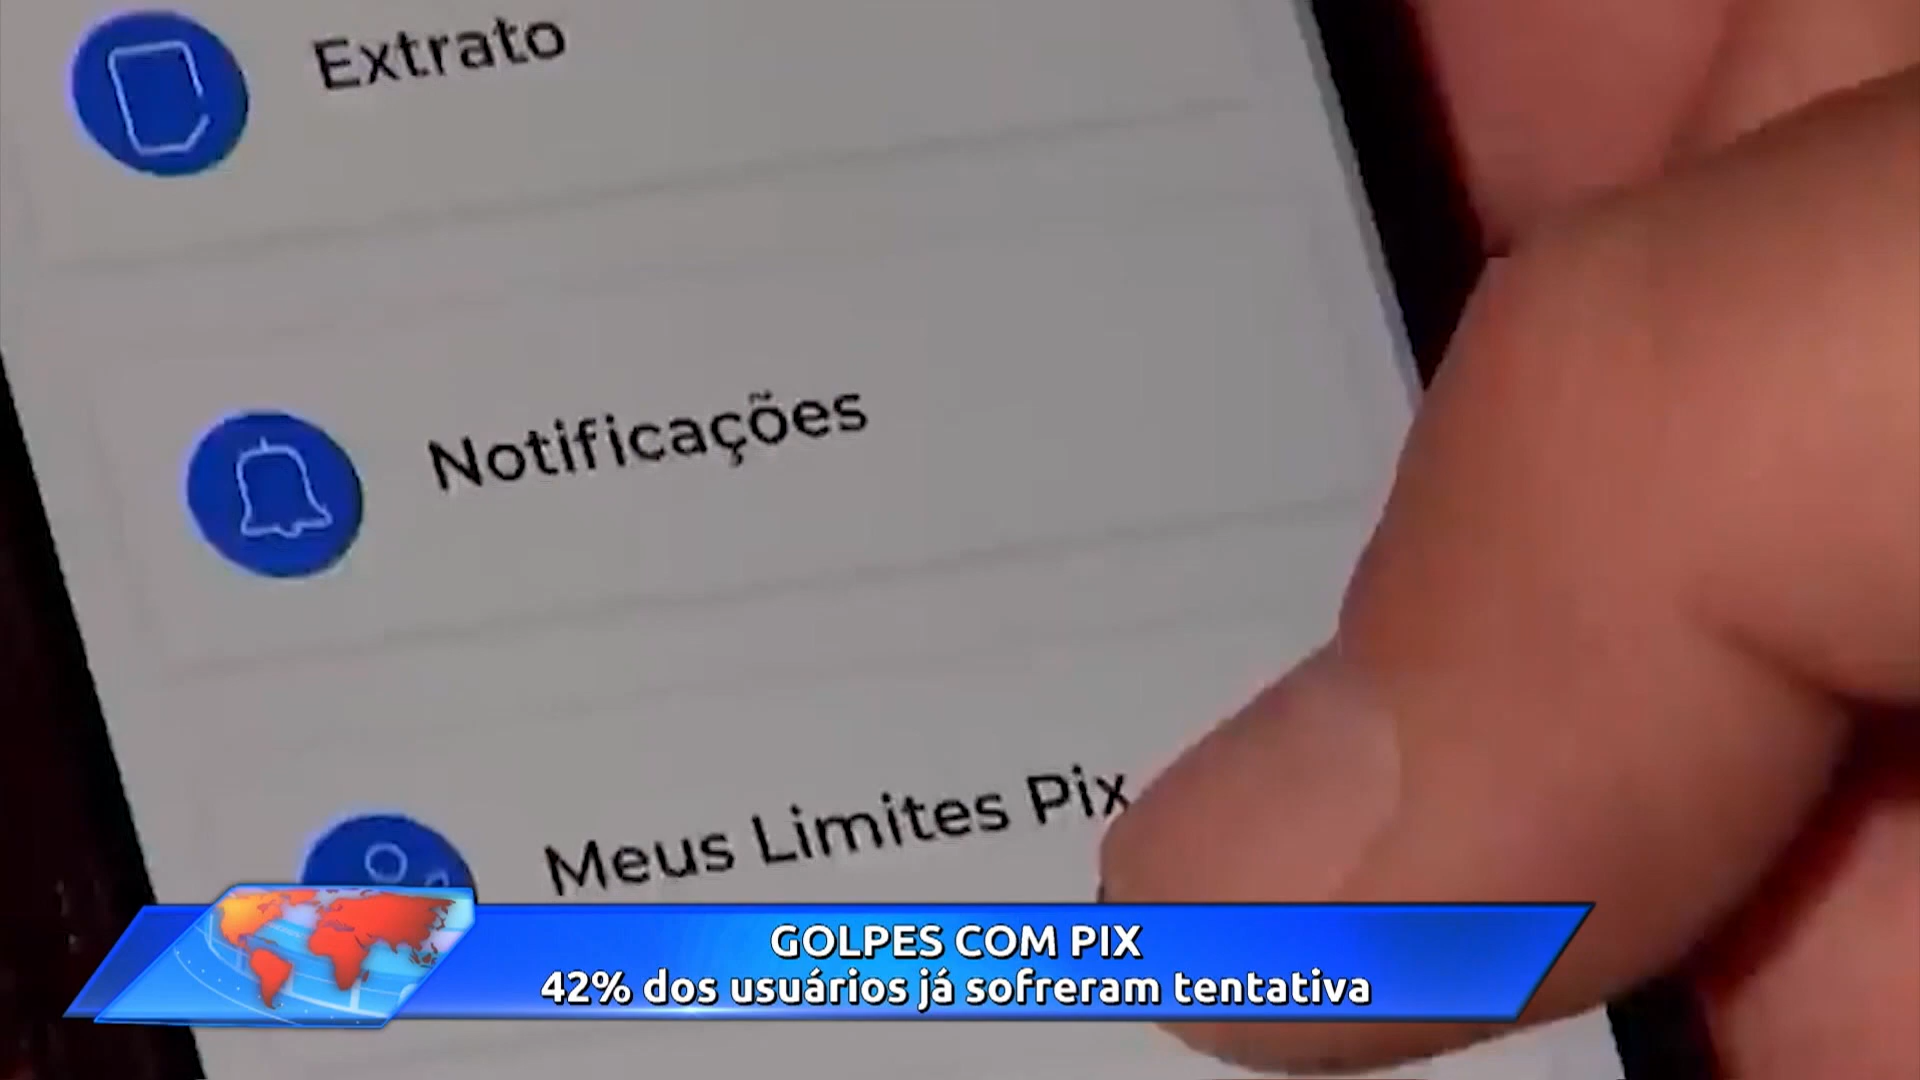 Extrato
Notificações
Meus Limites Pix
GOLPES COM PIX
42% dos usuários já sofreram tentativa